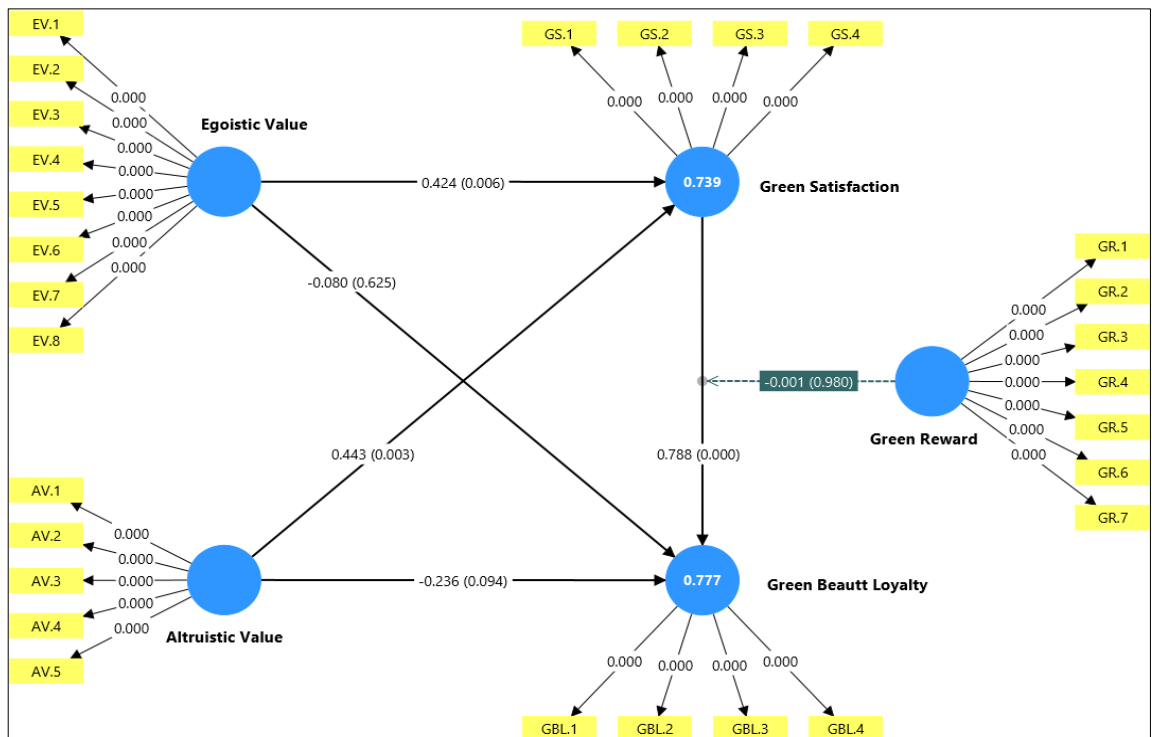 EV.1
EV.2
EV.3
EV.4
EV.5
EV.6
EV.7
EV.8
0.000
0.000
0.000
0.000
0.000
0.000
0.000
0.000
Egoistic Value
GS.1
GS.2
GS.3
GS.4
0.000
0.000
0.000
0.000
0.424 (0.006)
0.739
Green Satisfaction
-0.080 (0.625)
GR.1
GR.2
GR.3
GR.4
GR.5
GR.6
GR.7
0.000
0.000
0.000
0.000
0.000
0.000
0.000
-0.001 (0.980)
Green Reward
0.443 (0.003)
0.788 (0.000)
AV.1
AV.2
AV.3
AV.4
AV.5
0.000
0.000
0.000
0.000
0.000
Altruistic Value
-0.236 (0.094)
0.777
Green Beautt Loyalty
0.000
0.000
0.000
0.000
GBL.1
GBL.2
GBL.3
GBL.4